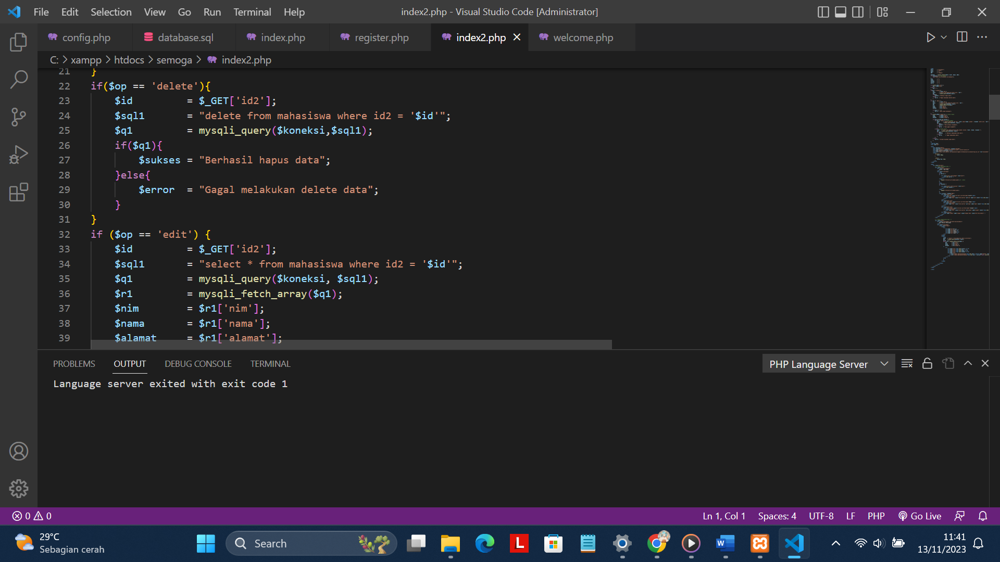 File Edit Selection View Go Run Terminal Help
index2.php - Visual Studio Code [Administrator]
config.php database.sql index.php register.php index2.php welcome.php
C: > xampp > htdocs > semoga > index2.php
21 }
22 if($op == 'delete'){
23 $id = $_GET['id2'];
24 $sql1 = "delete from mahasiswa where id2 = '$id'";
25 $q1 = mysqli_query($koneksi,$sql1);
26 if($q1){
27 $sukses = "Berhasil hapus data";
28 }else{
29 $error = "Gagal melakukan delete data";
30 }
31 }
32 if ($op == 'edit') {
33 $id = $_GET['id2'];
34 $sql1 = "select * from mahasiswa where id2 = '$id'";
35 $q1 = mysqli_query($koneksi, $sql1);
36 $r1 = mysqli_fetch_array($q1);
37 $nim = $r1['nim'];
38 $nama = $r1['nama'];
39 $alamat = $r1['alamat'];
PROBLEMS OUTPUT DEBUG CONSOLE TERMINAL
PHP Language Server
Language server exited with exit code 1
0 0
Ln 1, Col 1 Spaces: 4 UTF-8 LF PHP Go Live
29°C
Sebagian cerah
Search
L
W
11:41
13/11/2023